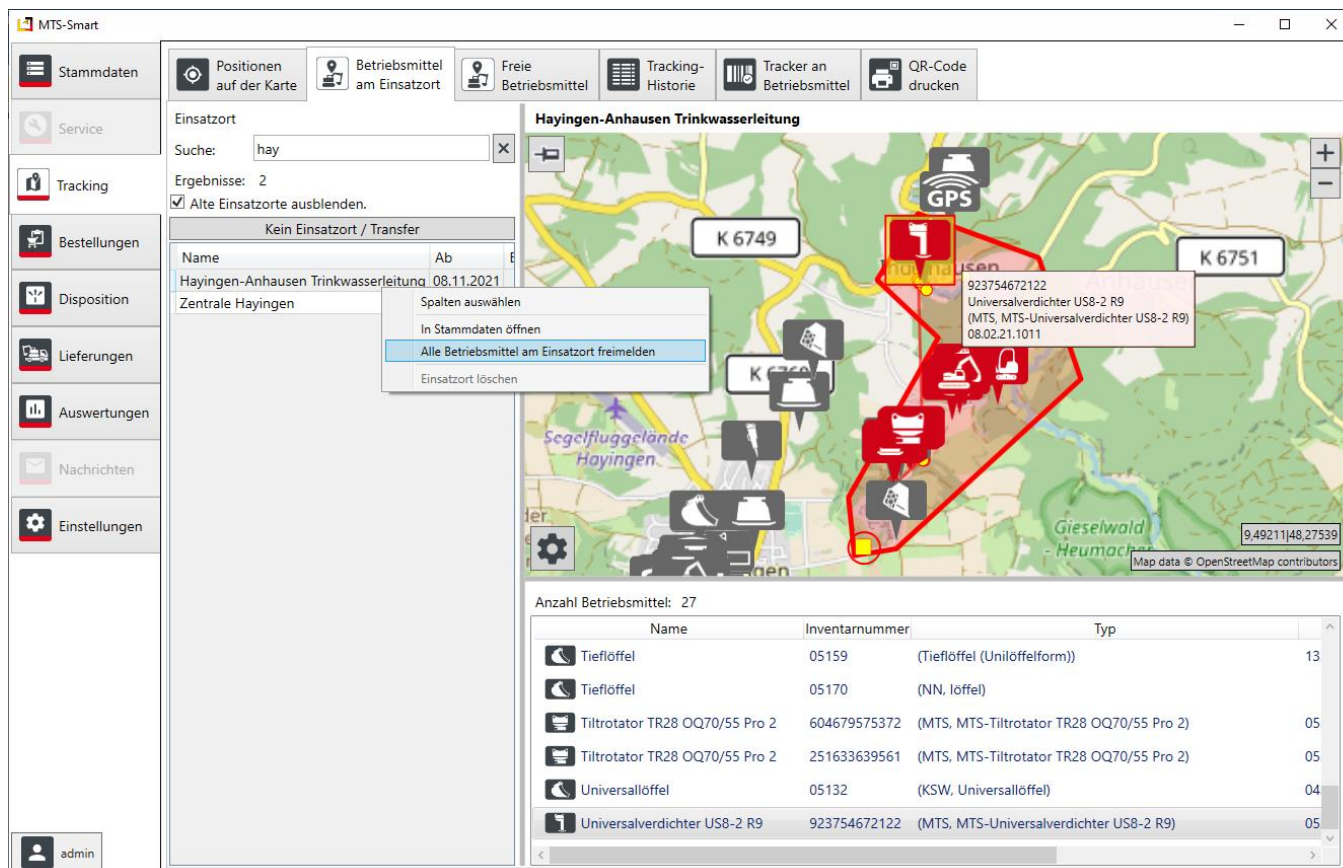 MTS-Smart
Stammdaten
Service
Tracking
Bestellungen
Disposition
Lieferungen
Auswertungen
Nachrichten
Einstellungen
admin
Positionen
auf der Karte
Betriebsmittel
am Einsatzort
Freie
Betriebsmittel
Tracking-
Historie
Tracker an
Betriebsmittel
QR-Code
drucken
Einsatzort
Suche: hay
Ergebnisse: 2
Alte Einsatzorte ausblenden.
Kein Einsatzort / Transfer
Name Ab
Hayingen-Anhausen Trinkwasserleitung 08.11.2021
Zentrale Hayingen
Spalten auswählen
In Stammdaten öffnen
Alle Betriebsmittel am Einsatzort freimelden
Einsatzort löschen
Hayingen-Anhausen Trinkwasserleitung
GPS
K 6749
K 6751
923754672122
Universalverdichter US8-2 R9
(MTS, MTS-Universalverdichter US8-2 R9)
08.02.21.1011
Segelfluggelände
Hayingen
Gieselwald
9,49211|48,27539
Map data © OpenStreetMap contributors
Anzahl Betriebsmittel: 27
Name Inventarnummer Typ
Tieflöffel 05159 (Tieflöffel (Unilöffelform)) 13
Tieflöffel 05170 (NN, löffel)
Tiltrotator TR28 OQ70/55 Pro 2 604679575372 (MTS, MTS-Tiltrotator TR28 OQ70/55 Pro 2) 05
Tiltrotator TR28 OQ70/55 Pro 2 251633639561 (MTS, MTS-Tiltrotator TR28 OQ70/55 Pro 2) 05
Universallöffel 05132 (KSW, Universallöffel) 04
Universalverdichter US8-2 R9 923754672122 (MTS, MTS-Universalverdichter US8-2 R9) 05